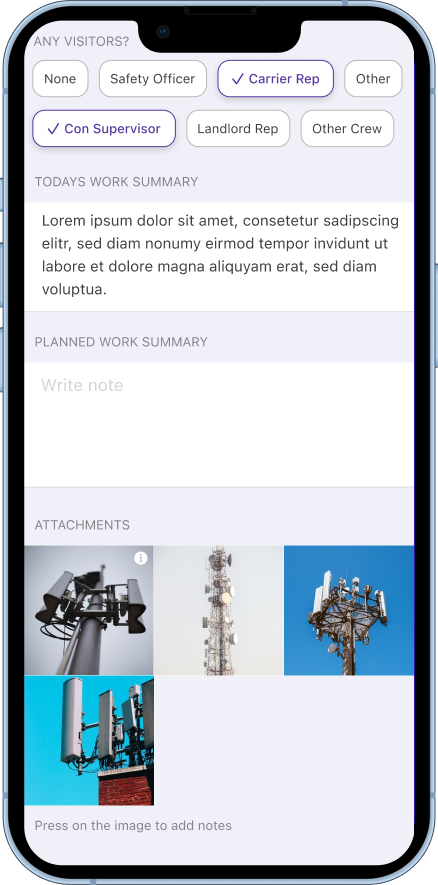 ANY VISITORS?
None Safety Officer Carrier Rep Other
Con Supervisor Landlord Rep Other Crew
TODAYS WORK SUMMARY
Lorem ipsum dolor sit amet, consetetur sadipscing
elitr, sed diam nonumy eirmod tempor invidunt ut
labore et dolore magna aliquyam erat, sed diam
voluptua.
PLANNED WORK SUMMARY
Write note
ATTACHMENTS
Press on the image to add notes